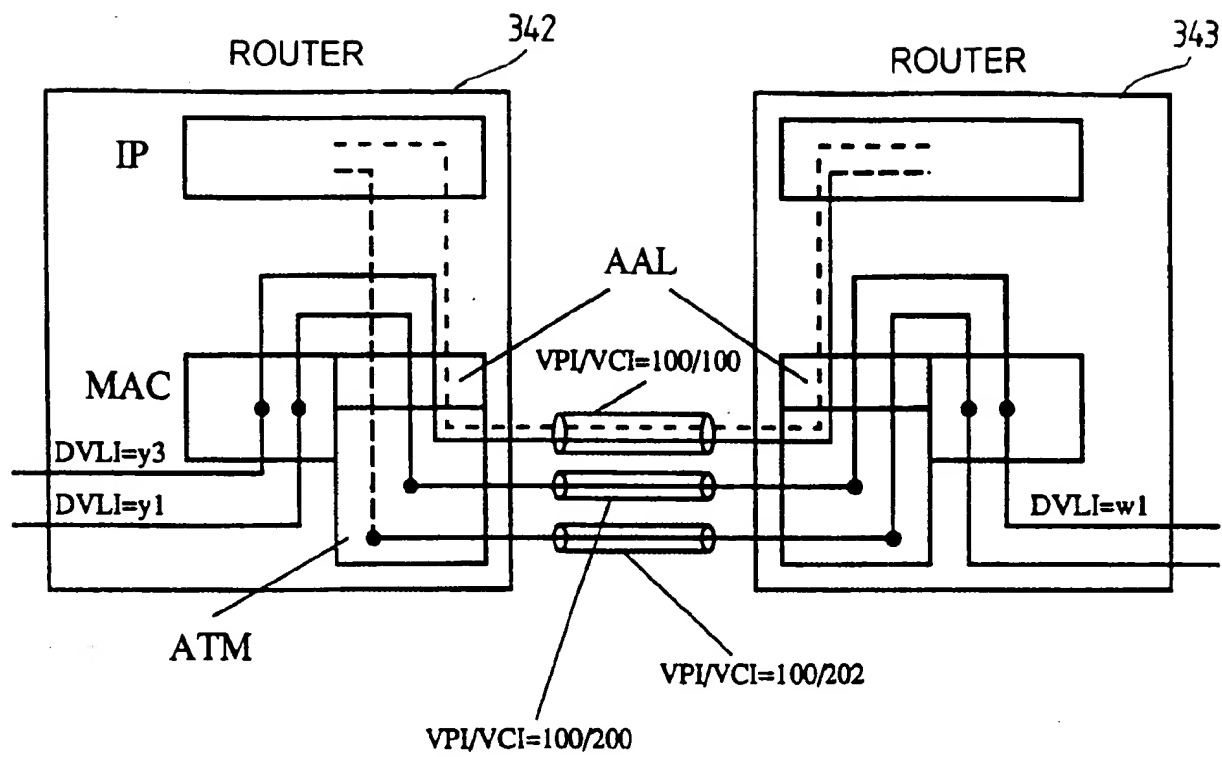 342
343
ROUTER
ROUTER
IP
AAL
VPI/VCI=100/100
MAC
DVLI=y3
DVLI=y1
DVLI=w1
ATM
VPI/VCI=100/202
VPI/VCI=100/200